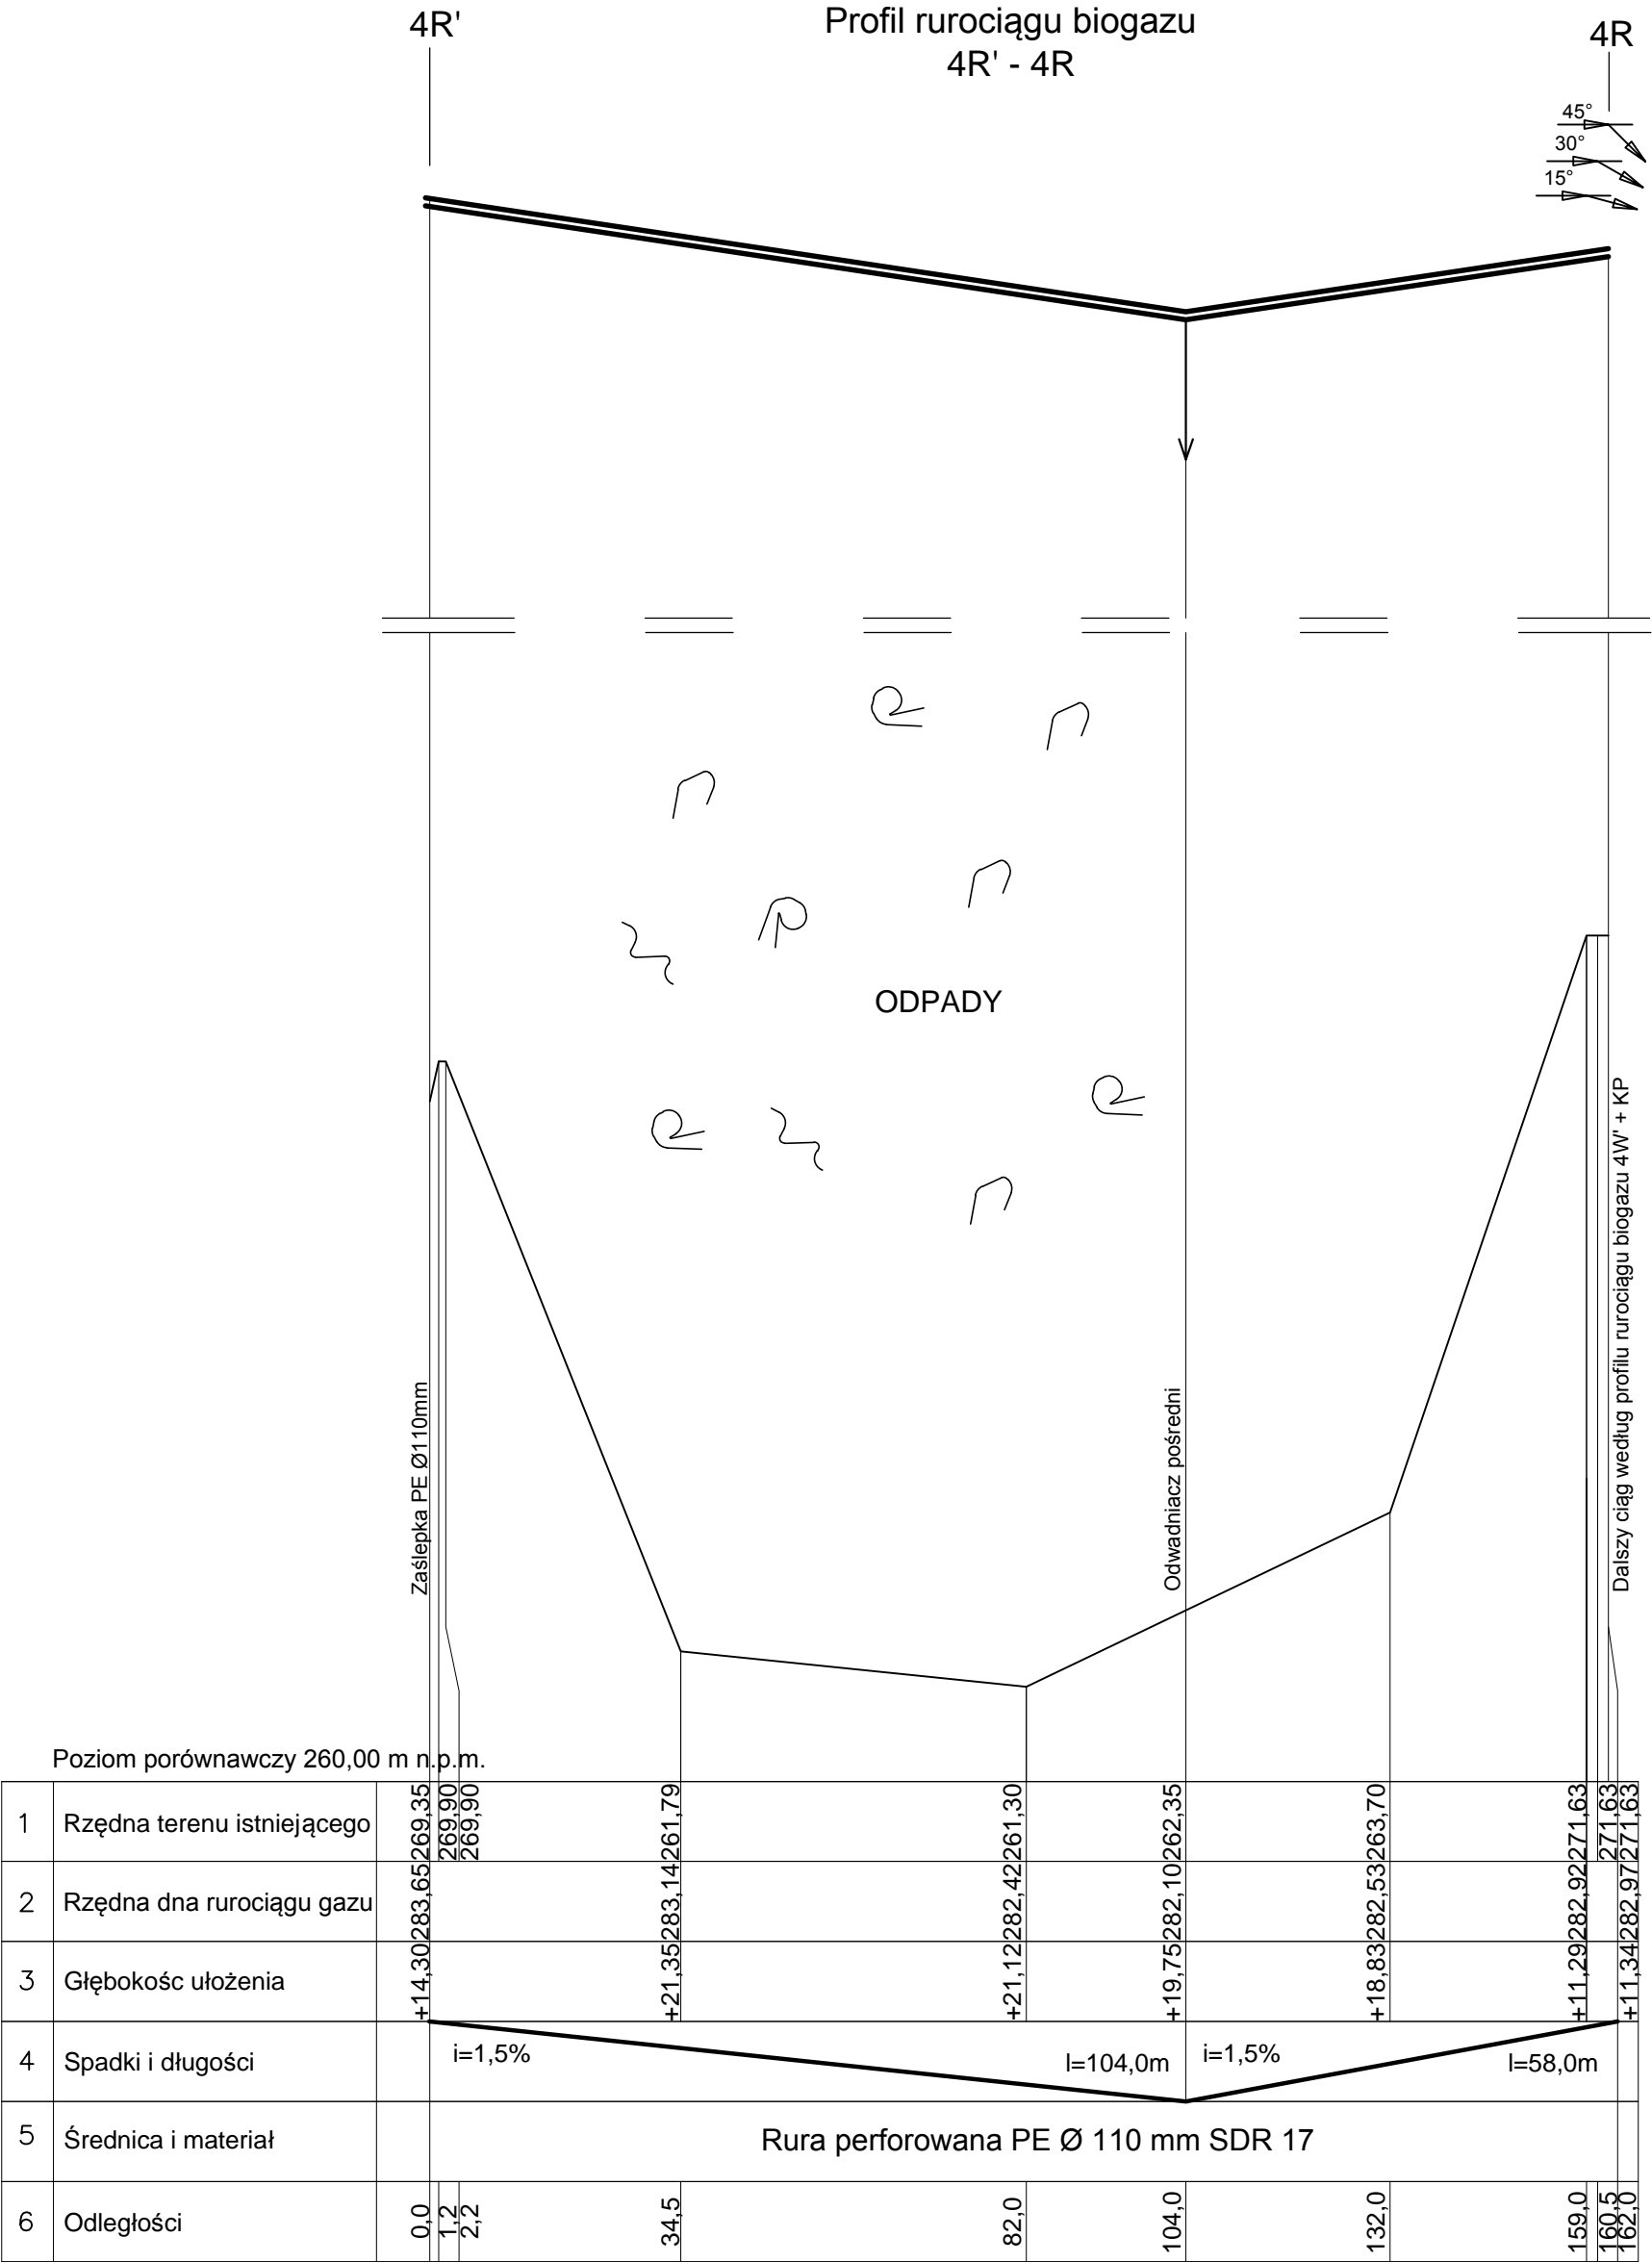 4R'
Profil rurociągu biogazu
4R' - 4R
4R
45°
30°
15°
ODPADY
Zaślepka PE Ø110mm
Odwadniacz pośredni
Dalszy ciąg według profilu rurociągu biogazu 4W' + KP
Poziom porównawczy 260,00 m n.p.m.
1 Rzędna terenu istniejącego 269,35 269,90 269,90 261,79 261,30 262,35 263,70 271,63 271,63 271,63
2 Rzędna dna rurociągu gazu 283,65 283,14 282,42 282,10 282,53 282,92 282,97
3 Głębokośc ułożenia +14,30 +21,35 +21,12 +19,75 +18,83 +11,29 +11,34
4 Spadki i długości i=1,5% l=104,0m i=1,5% l=58,0m
5 Średnica i materiał Rura perforowana PE Ø 110 mm SDR 17
6 Odległości 0,0 1,2 2,2 34,5 82,0 104,0 132,0 159,0 160,5 162,0